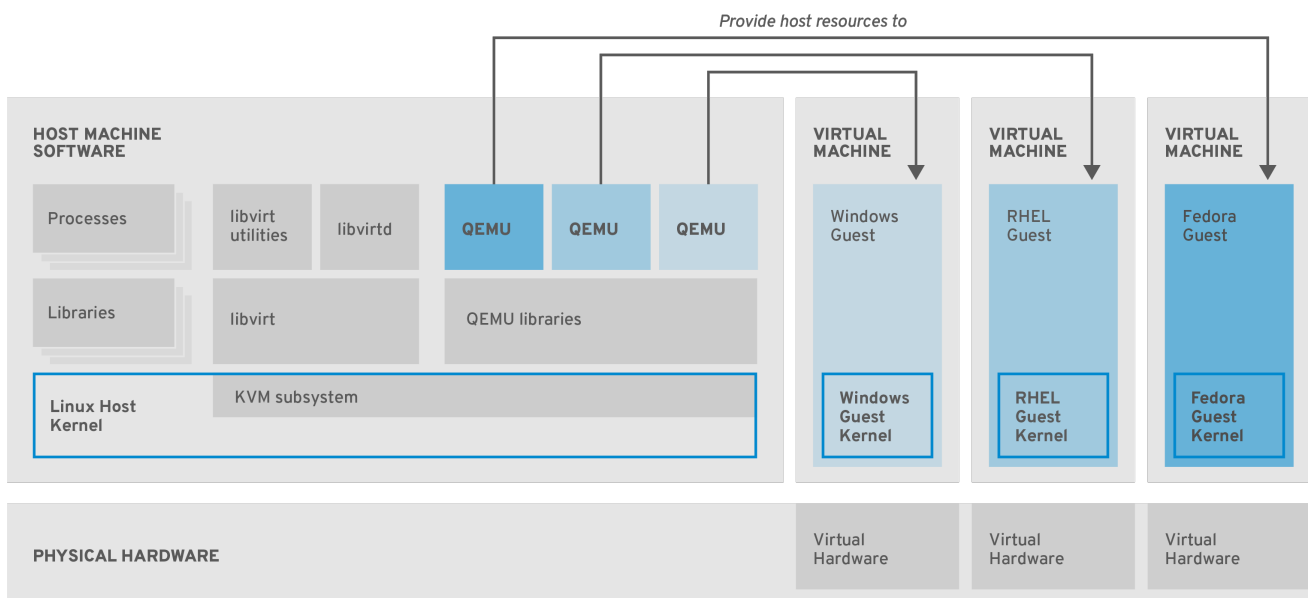 Provide host resources to
HOST MACHINE
SOFTWARE
Processes
libvirt
utilities
libvirtd
QEMU
QEMU
QEMU
Libraries
libvirt
QEMU libraries
Linux Host
Kernel
KVM subsystem
VIRTUAL
MACHINE
Windows
Guest
Windows
Guest
Kernel
VIRTUAL
MACHINE
RHEL
Guest
RHEL
Guest
Kernel
VIRTUAL
MACHINE
Fedora
Guest
Fedora
Guest
Kernel
PHYSICAL HARDWARE
Virtual
Hardware
Virtual
Hardware
Virtual
Hardware